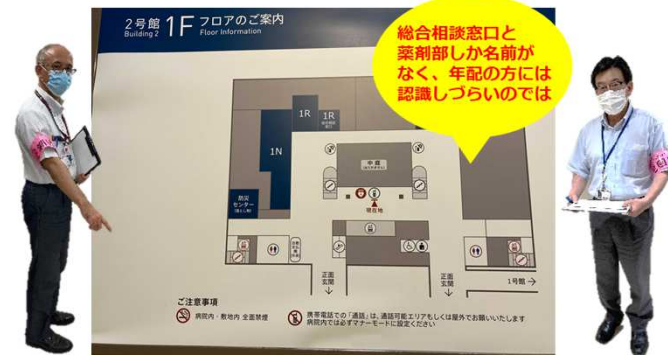 2号館 1F フロアのご案内
Building 2 Floor Information
総合相談窓口と
薬剤部しか名前が
なく、年配の方には
認識しづらいのでは
1R
1R
総合相談
窓口
1N
中庭
防災
センター
現在地
正面
玄関
正面
玄関
1号館→
ご注意事項
病院内・敷地内 全面禁煙
携帯電話での「通話」は、通話可能エリアもしくは屋外でお願いいたします
病院内では必ずマナーモードに設定ください